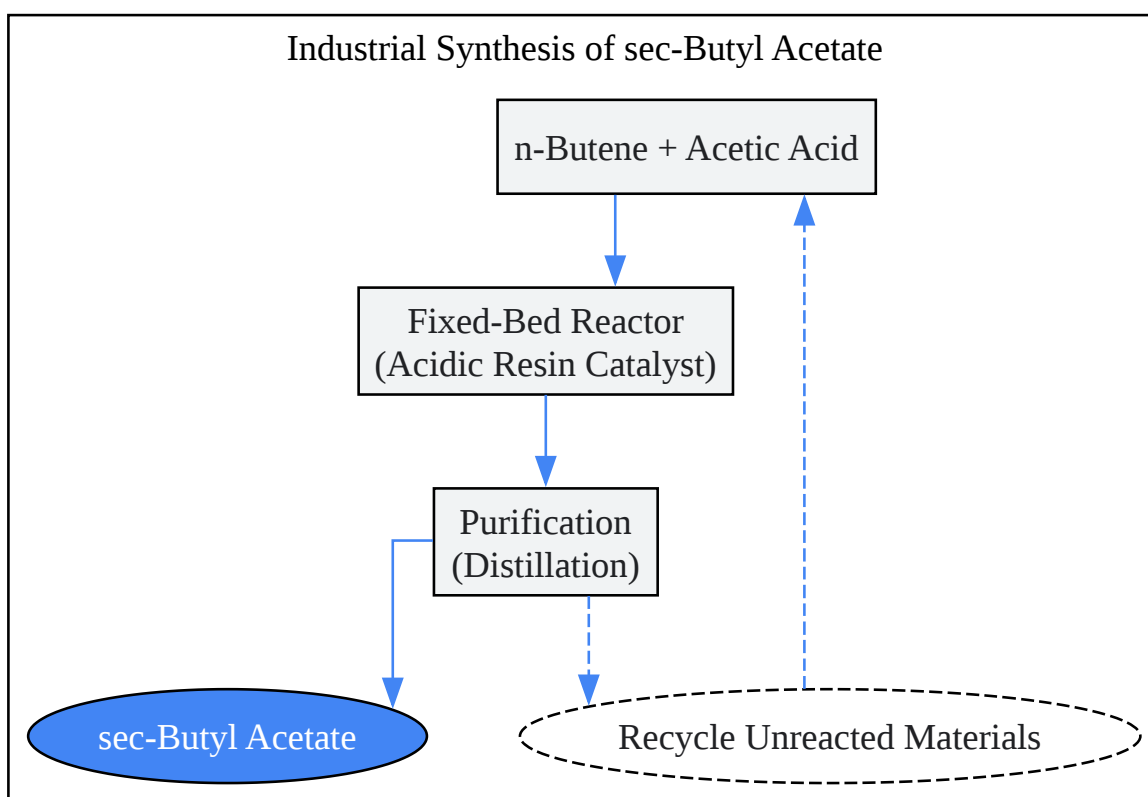 Industrial Synthesis of sec-Butyl Acetate
n-Butene + Acetic Acid
Fixed-Bed Reactor
(Acidic Resin Catalyst)
Purification
(Distillation)
sec-Butyl Acetate
Recycle Unreacted Materials